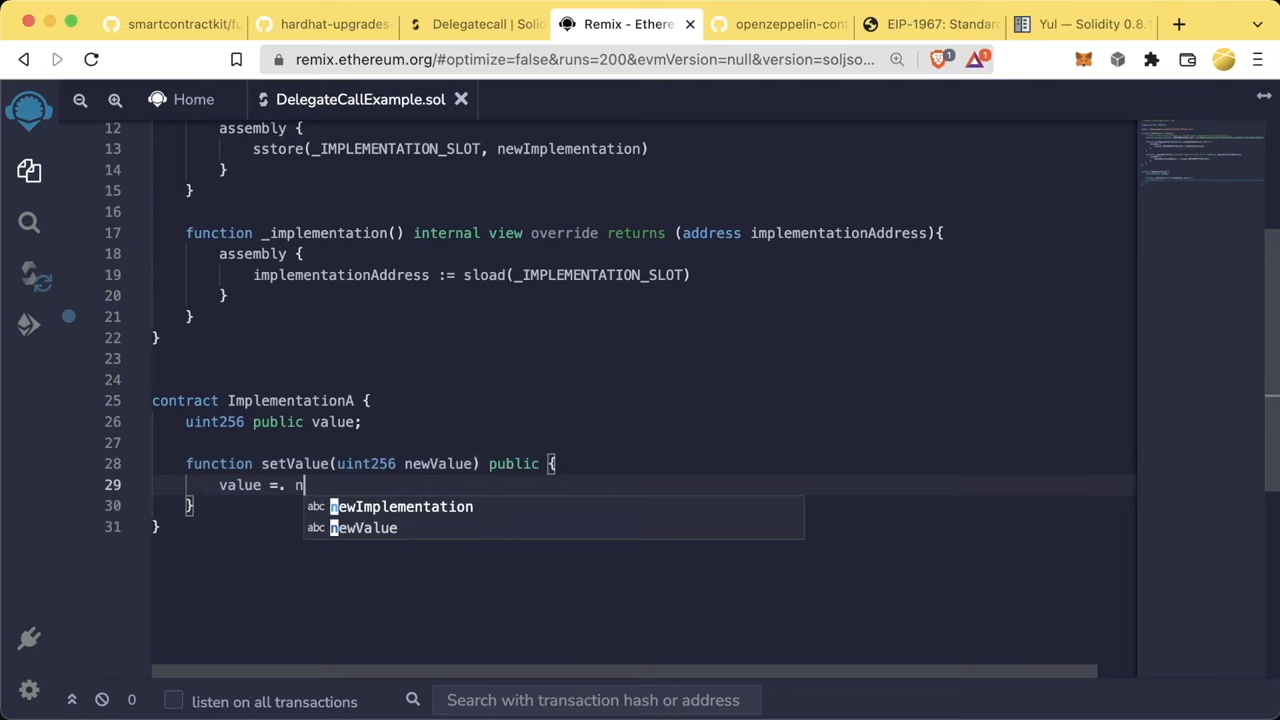 smartcontractkit/fu
hardhat-upgrades
Delegatecall | Solid
Remix - Ethere
openzeppelin-cont
EIP-1967: Standard
Yul — Solidity 0.8.1
remix.ethereum.org/#optimize=false&runs=200&evmVersion=null&version=soljso...
1
1
Home
DelegateCallExample.sol
12 assembly {
13 sstore(_IMPLEMENTATION_SLOT, newImplementation)
14 }
15 }
16
17 function _implementation() internal view override returns (address implementationAddress){
18 assembly {
19 implementationAddress := sload(_IMPLEMENTATION_SLOT)
20 }
21 }
22 }
23
24
25 contract ImplementationA {
26 uint256 public value;
27
28 function setValue(uint256 newValue) public {
29 value =. n
abc newImplementation
30 }
abc newValue
31 }
0
listen on all transactions
Search with transaction hash or address